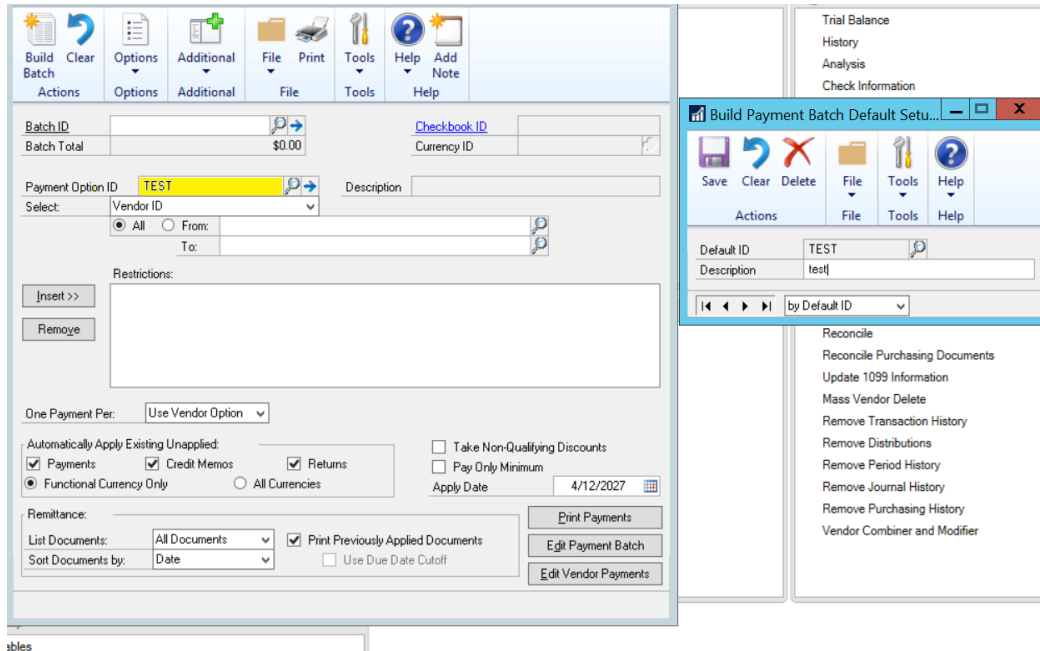 Build Batch
Clear
Options
Additional
File
Print
Tools
Help
Add Note
Actions
Options
Additional
File
Tools
Help
Batch ID
Checkbook ID
Batch Total
$0.00
Currency ID
Payment Option ID
TEST
Description
Select:
Vendor ID
All
From:
To:
Restrictions:
Insert >>
Remove
One Payment Per:
Use Vendor Option
Automatically Apply Existing Unapplied:
Payments
Credit Memos
Returns
Functional Currency Only
All Currencies
Take Non-Qualifying Discounts
Pay Only Minimum
Apply Date
4/12/2027
Remittance:
List Documents:
All Documents
Print Previously Applied Documents
Sort Documents by:
Date
Use Due Date Cutoff
Print Payments
Edit Payment Batch
Edit Vendor Payments
Trial Balance
History
Analysis
Check Information
Build Payment Batch Default Setu...
Save
Clear
Delete
File
Tools
Help
Actions
File
Tools
Help
Default ID
TEST
Description
test
by Default ID
Reconcile
Reconcile Purchasing Documents
Update 1099 Information
Mass Vendor Delete
Remove Transaction History
Remove Distributions
Remove Period History
Remove Journal History
Remove Purchasing History
Vendor Combiner and Modifier
ables